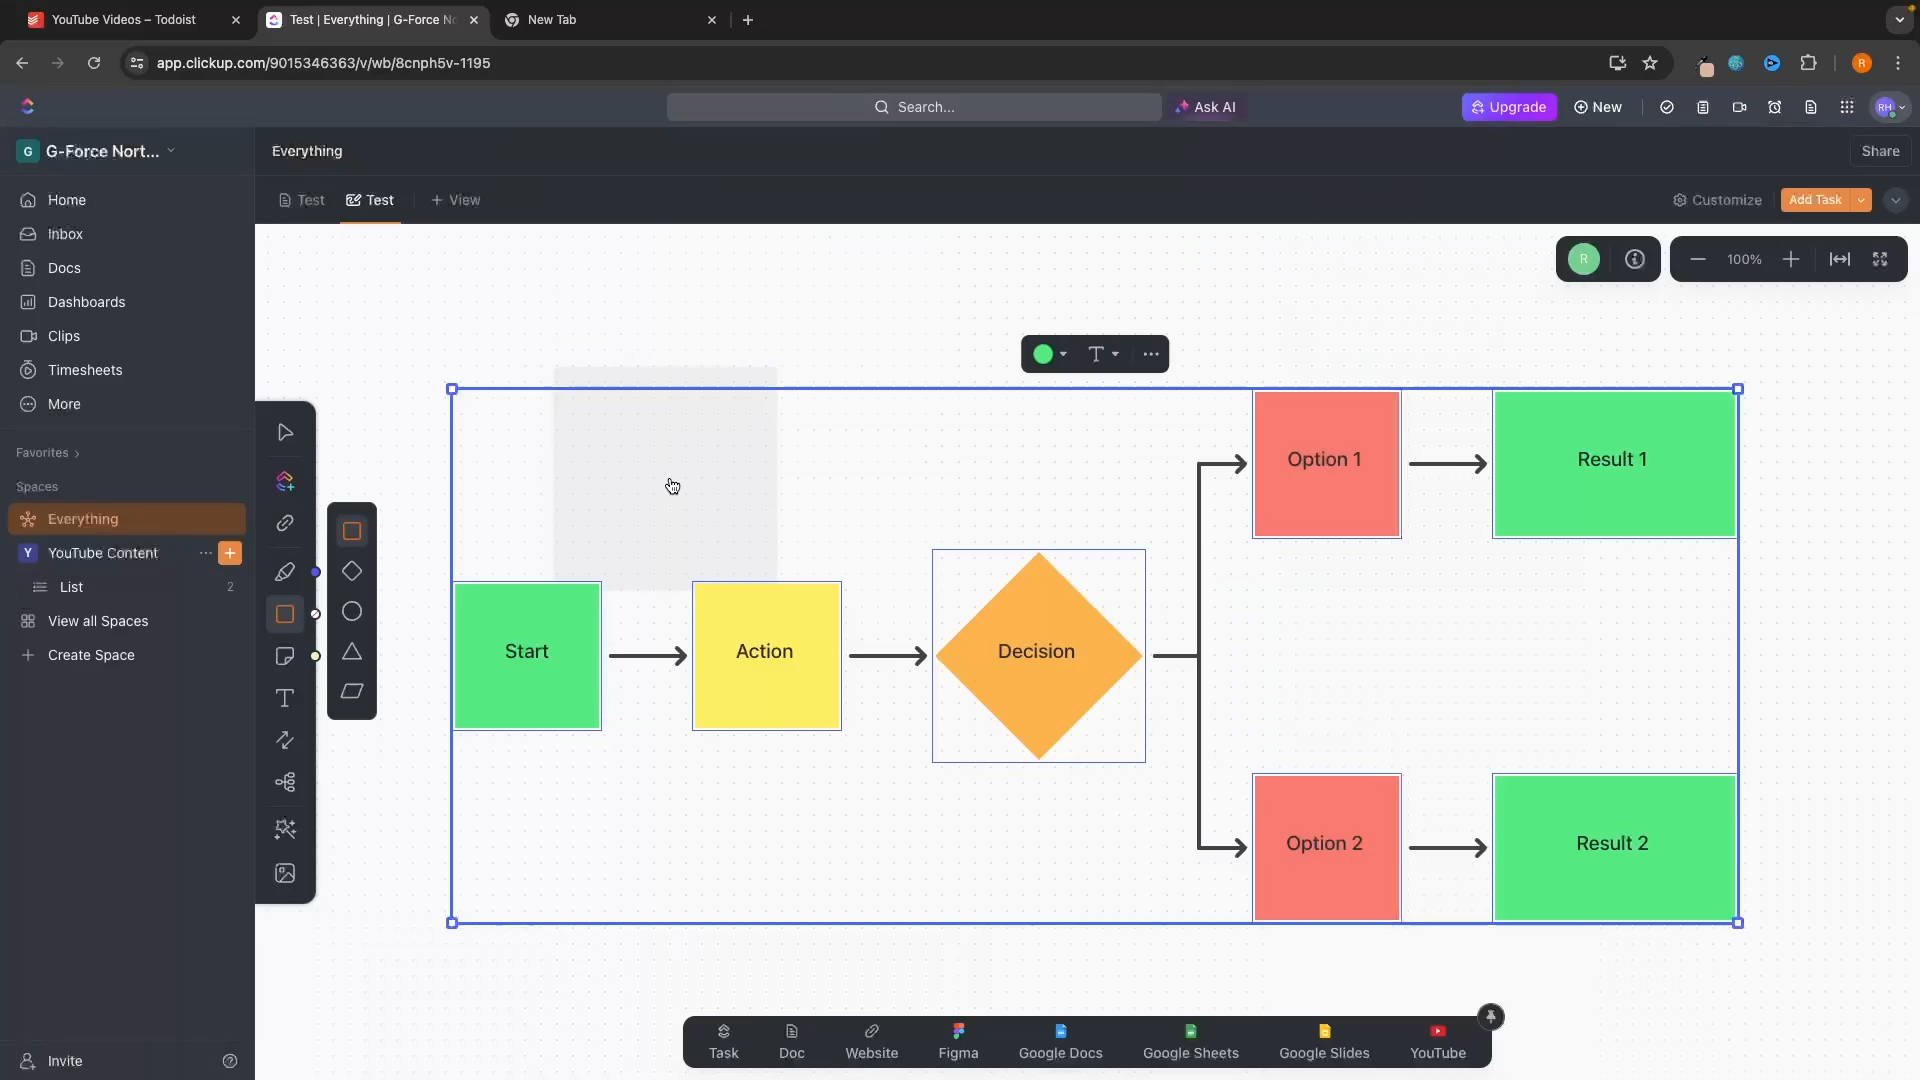 YouTube Videos – Todoist
Test | Everything | G-Force No
New Tab
app.clickup.com/9015346363/v/wb/8cnph5v-1195
R
Search...
Ask AI
Upgrade
New
RH
G
G-Force Nort...
Everything
Share
Home
Test
Test
+ View
Customize
Add Task
Inbox
Docs
R
100%
Dashboards
Clips
Timesheets
T
More
Favorites
Option 1
Result 1
Spaces
Everything
Y
YouTube Content
List
2
View all Spaces
Create Space
Start
Action
Decision
T
Option 2
Result 2
Task
Doc
Website
Figma
Google Docs
Google Sheets
Google Slides
YouTube
Invite